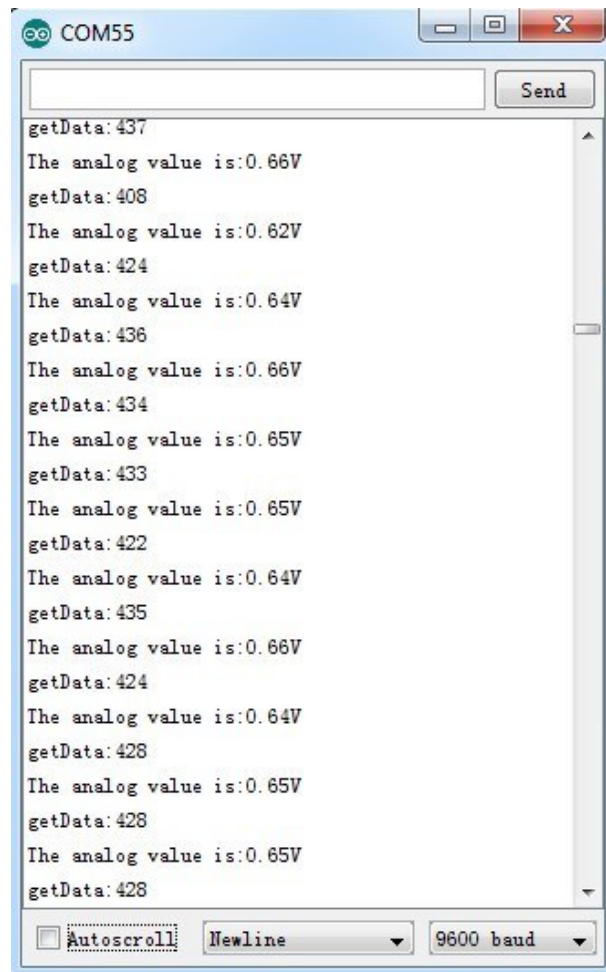 COM55
Send
getData:437
The analog value is:0.66V
getData:408
The analog value is:0.62V
getData:424
The analog value is:0.64V
getData:436
The analog value is:0.66V
getData:434
The analog value is:0.65V
getData:433
The analog value is:0.65V
getData:422
The analog value is:0.64V
getData:435
The analog value is:0.66V
getData:424
The analog value is:0.64V
getData:428
The analog value is:0.65V
getData:428
The analog value is:0.65V
getData:428
Autoscroll Newline 9600 baud